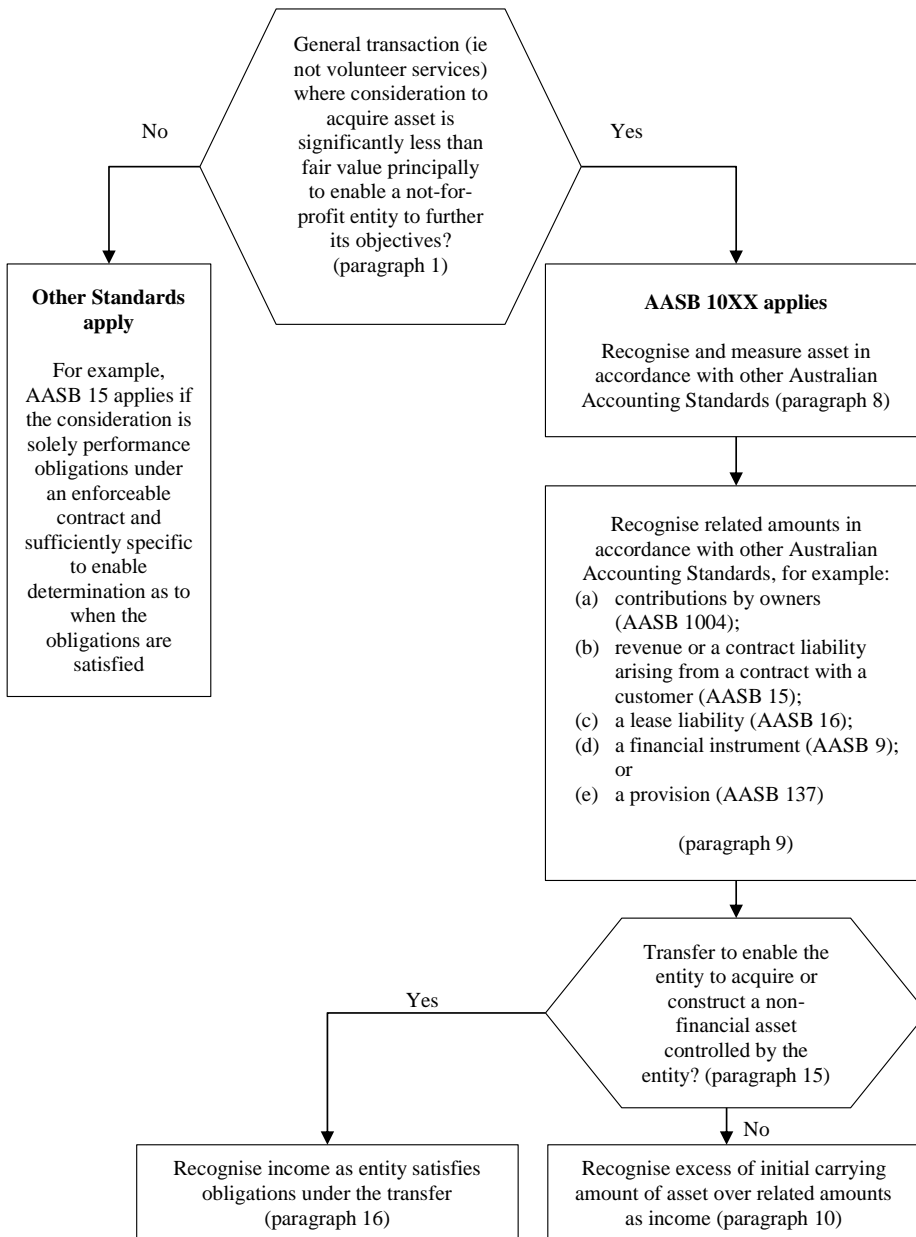 General transaction (ie
not volunteer services)
where consideration to
acquire asset is
significantly less than
fair value principally
to enable a not-for-
profit entity to further
its objectives?
(paragraph 1)
No
Yes
Other Standards
apply
For example,
AASB 15 applies if
the consideration is
solely performance
obligations under
an enforceable
contract and
sufficiently specific
to enable
determination as to
when the
obligations are
satisfied
AASB 10XX applies
Recognise and measure asset in
accordance with other Australian
Accounting Standards (paragraph 8)
Recognise related amounts in
accordance with other Australian
Accounting Standards, for example:
(a) contributions by owners
(AASB 1004);
(b) revenue or a contract liability
arising from a contract with a
customer (AASB 15);
(c) a lease liability (AASB 16);
(d) a financial instrument (AASB 9);
or
(e) a provision (AASB 137)
(paragraph 9)
Transfer to enable the
entity to acquire or
construct a non-
financial asset
controlled by the
entity? (paragraph 15)
Yes
No
Recognise income as entity satisfies
obligations under the transfer
(paragraph 16)
Recognise excess of initial carrying
amount of asset over related amounts
as income (paragraph 10)